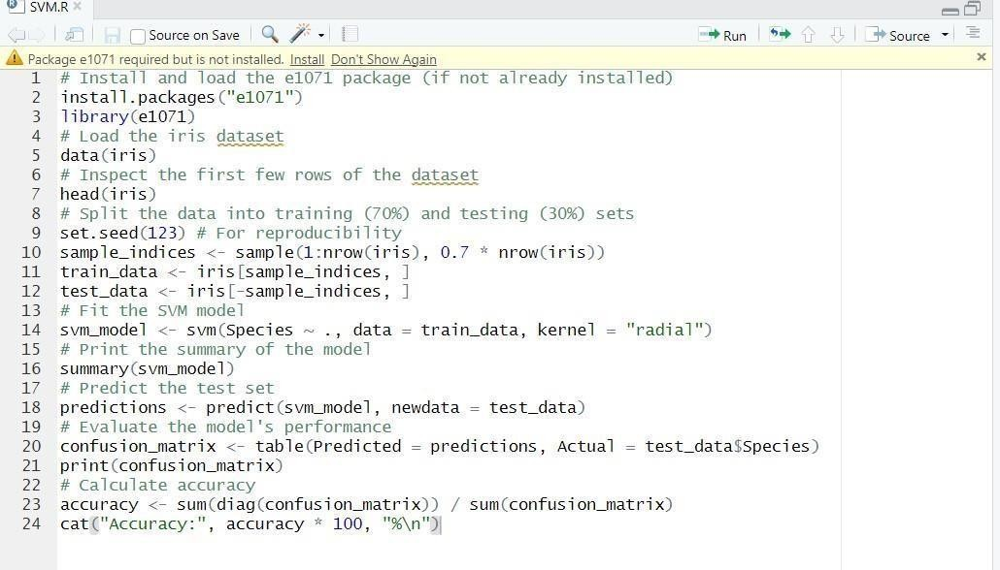 SVM.R
Source on Save
Run
Source
Package e1071 required but is not installed. Install Don't Show Again
1 # Install and load the e1071 package (if not already installed)
2 install.packages("e1071")
3 library(e1071)
4 # Load the iris dataset
5 data(iris)
6 # Inspect the first few rows of the dataset
7 head(iris)
8 # Split the data into training (70%) and testing (30%) sets
9 set.seed(123) # For reproducibility
10 sample_indices <- sample(1:nrow(iris), 0.7 * nrow(iris))
11 train_data <- iris[sample_indices, ]
12 test_data <- iris[-sample_indices, ]
13 # Fit the SVM model
14 svm_model <- svm(Species ~ ., data = train_data, kernel = "radial")
15 # Print the summary of the model
16 summary(svm_model)
17 # Predict the test set
18 predictions <- predict(svm_model, newdata = test_data)
19 # Evaluate the model's performance
20 confusion_matrix <- table(Predicted = predictions, Actual = test_data$Species)
21 print(confusion_matrix)
22 # Calculate accuracy
23 accuracy <- sum(diag(confusion_matrix)) / sum(confusion_matrix)
24 cat("Accuracy:", accuracy * 100, "%\n")